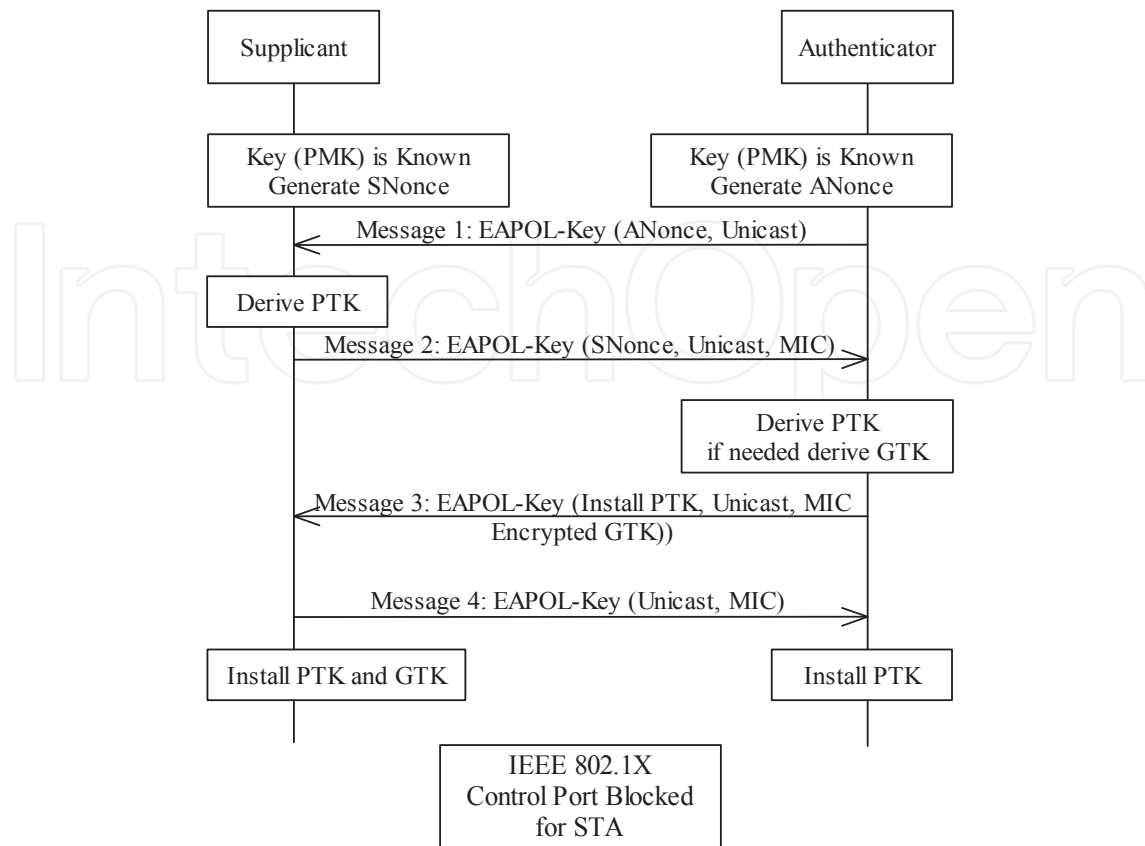 Supplicant
Authenticator
Key (PMK) is Known
Generate SNonce
Key (PMK) is Known
Generate ANonce
Message 1: EAPOL-Key (ANonce, Unicast)
IntechOpen
Derive PTK
Message 2: EAPOL-Key (SNonce, Unicast, MIC)
Derive PTK
if needed derive GTK
Message 3: EAPOL-Key (Install PTK, Unicast, MIC
Encrypted GTK))
Message 4: EAPOL-Key (Unicast, MIC)
Install PTK and GTK
Install PTK
IEEE 802.1X
Control Port Blocked
for STA